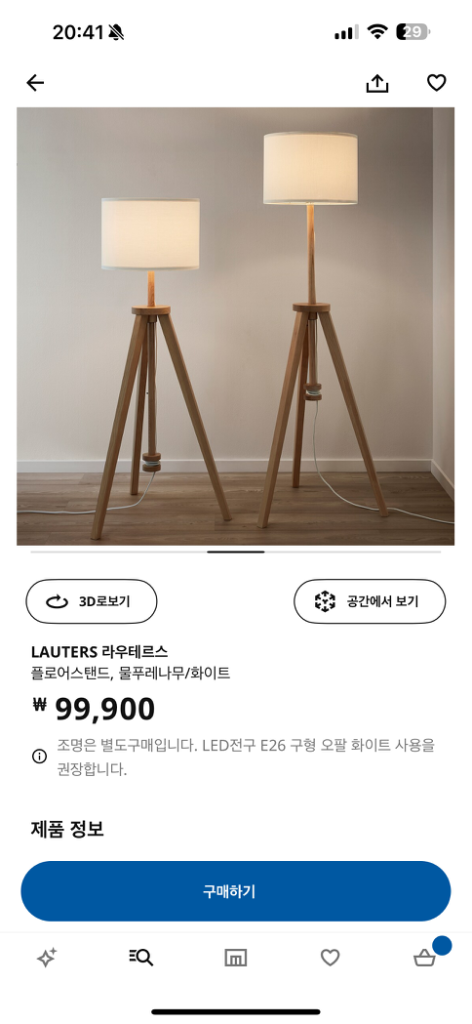 20:41
29
3D로보기
공간에서 보기
LAUTERS 라우테르스
플로어스탠드, 물푸레나무/화이트
₩ 99,900
조명은 별도구매입니다. LED전구 E26 구형 오팔 화이트 사용을
권장합니다.
제품 정보
구매하기